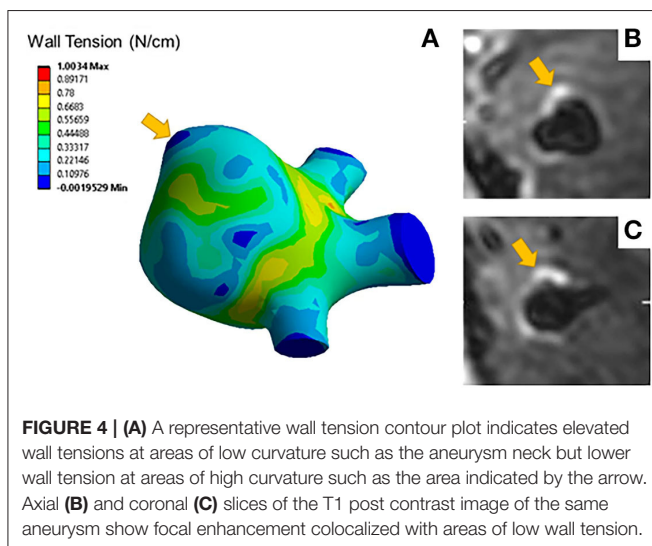 Wall Tension (N/cm)
A
B
1.0034 Max
0.89171
0.78
0.6683
0.55659
0.44488
0.33317
0.22146
0.10976
-0.0019529 Min
C
FIGURE 4 | (A) A representative wall tension contour plot indicates elevated
wall tensions at areas of low curvature such as the aneurysm neck but lower
wall tension at areas of high curvature such as the area indicated by the arrow.
Axial (B) and coronal (C) slices of the T1 post contrast image of the same
aneurysm show focal enhancement colocalized with areas of low wall tension.